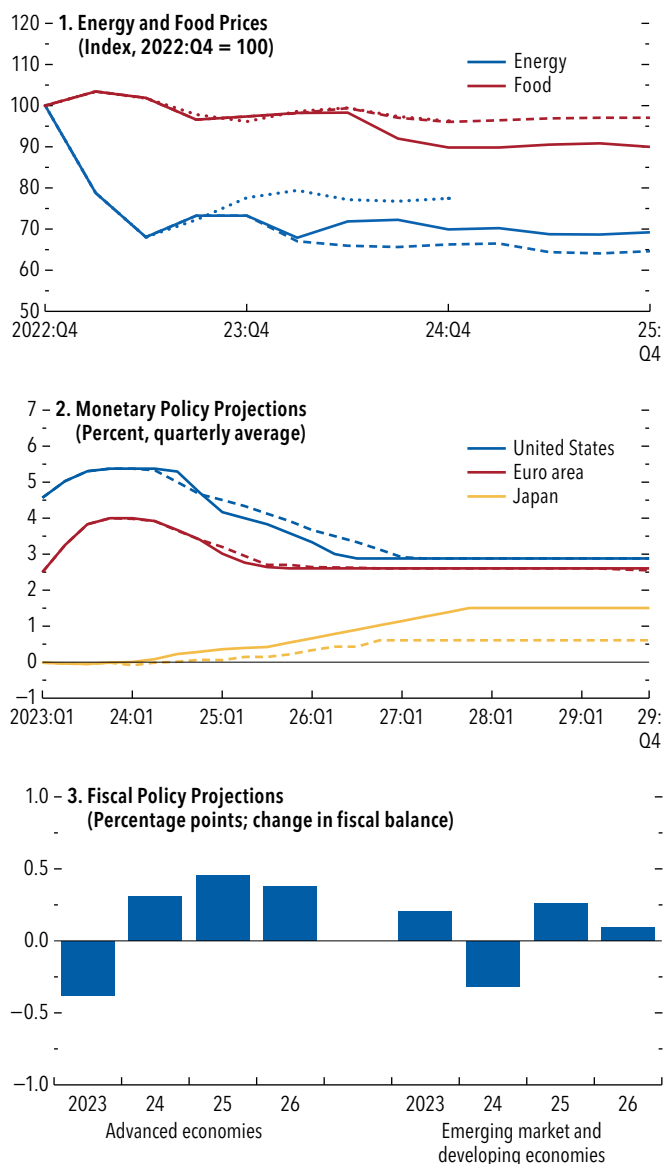 1. Energy and Food Prices
(Index, 2022:Q4 = 100)
120
110
100
90
80
70
60
50
Energy
Food
2022:Q4
23:Q4
24:Q4
25:
Q4
2. Monetary Policy Projections
(Percent, quarterly average)
7
6
5
4
3
2
1
0
–1
United States
Euro area
Japan
2023:Q1
24:Q1
25:Q1
26:Q1
27:Q1
28:Q1
29:Q1
29:
Q4
3. Fiscal Policy Projections
(Percentage points; change in fiscal balance)
1.0
0.5
0.0
–0.5
–1.0
2023
24
25
26
2023
24
25
26
Advanced economies
Emerging market and
developing economies